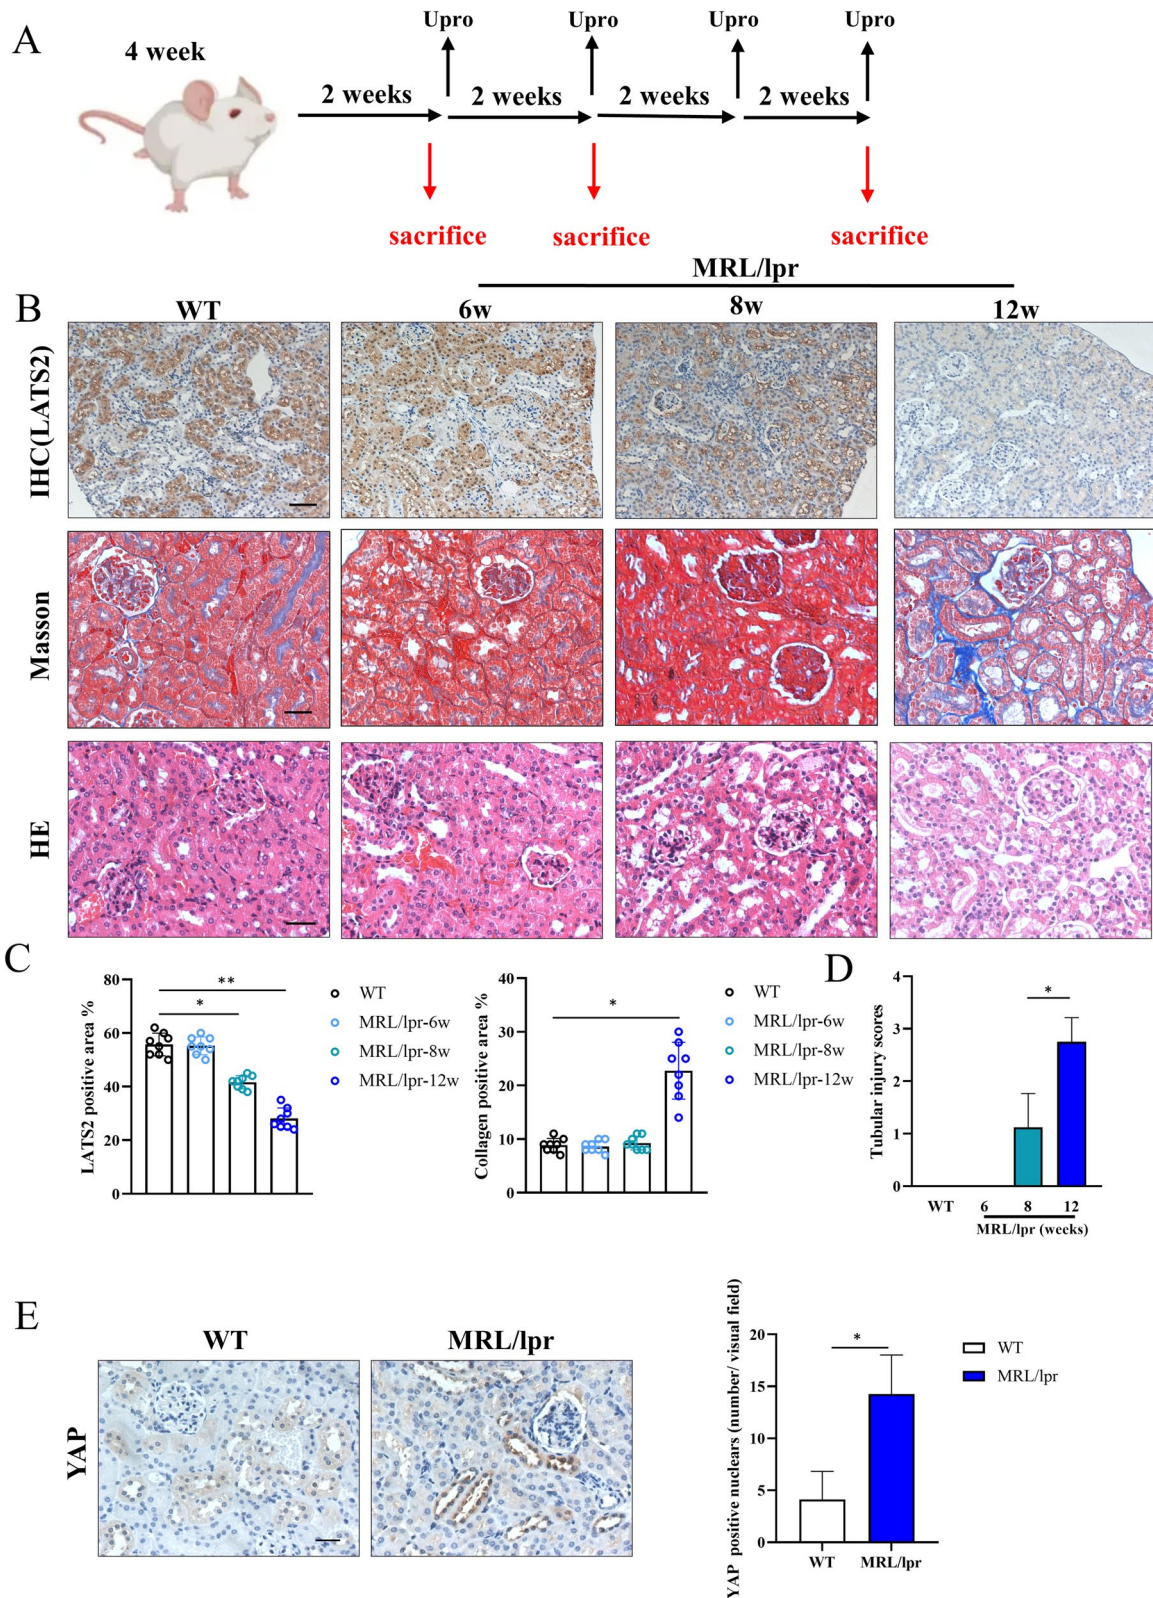 A
4 week
2 weeks
2 weeks
2 weeks
2 weeks
Upro
Upro
Upro
Upro
sacrifice
sacrifice
sacrifice
B
MRL/lpr
WT
6w
8w
12w
IHC(LATS2)
Masson
HE
C
LATS2 positive area %
80
60
40
20
0
**
*
WT
MRL/lpr-6w
MRL/lpr-8w
MRL/lpr-12w
Collagen positive area %
40
30
20
10
0
*
WT
MRL/lpr-6w
MRL/lpr-8w
MRL/lpr-12w
D
Tubular injury scores
4
3
2
1
0
*
WT
6
8
12
MRL/lpr (weeks)
E
WT
MRL/lpr
YAP
YAP positive nuclears (number/ visual field)
20
15
10
5
0
*
WT
MRL/lpr
WT
MRL/lpr